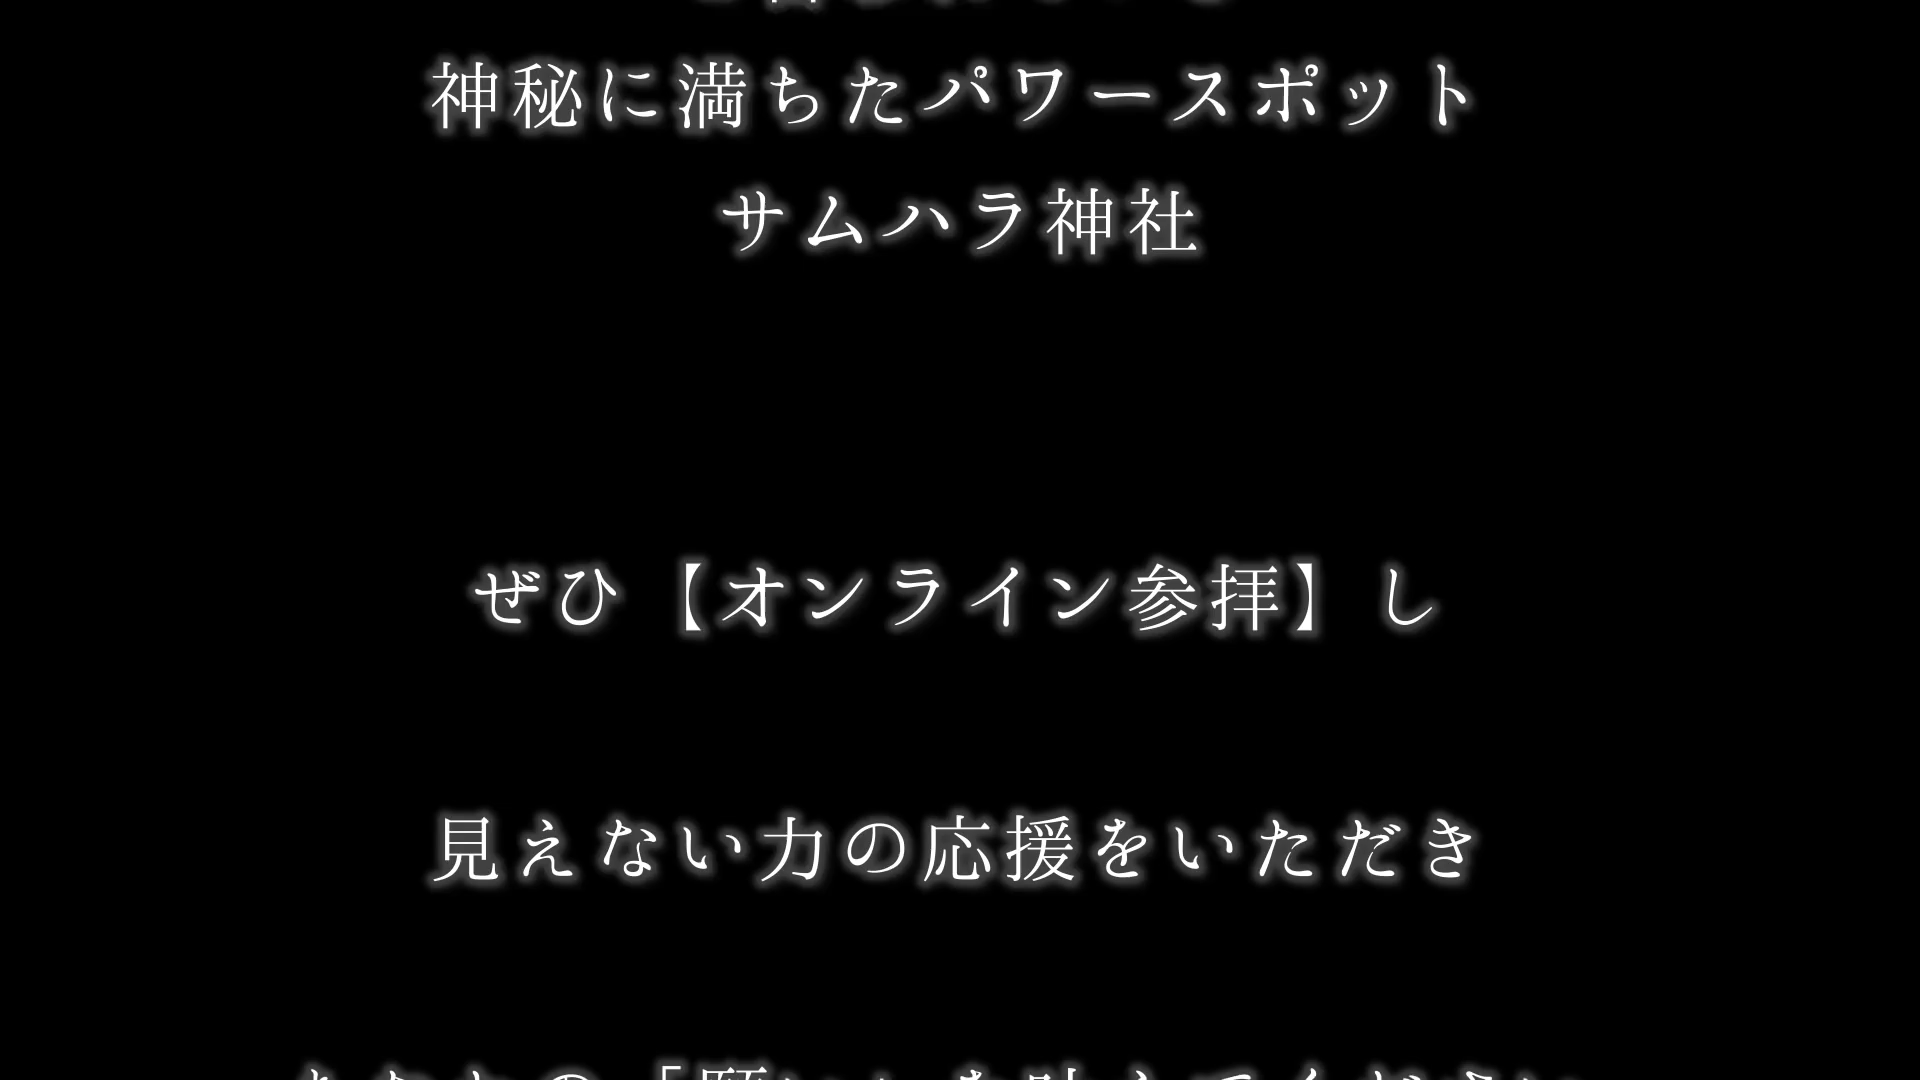 神秘に満ちたパワースポット
サムハラ神社
ぜひ【オンライン参拝】し
見えない力の応援をいただき